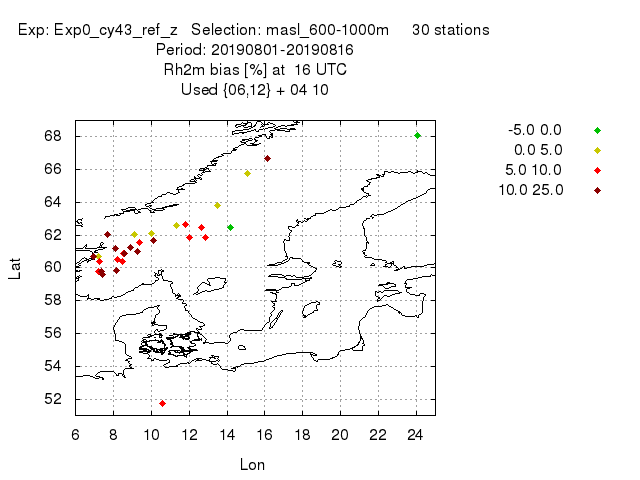 Exp: Exp0_cy43_ref_z   Selection: masl_600-1000m     30 stations
Period: 20190801-20190816
Rh2m bias [%] at  16 UTC
Used {06,12} + 04 10
-5.0 0.0
0.0 5.0
5.0 10.0
10.0 25.0
68
66
64
62
60
58
56
54
52
Lat
6 8 10 12 14 16 18 20 22 24
Lon